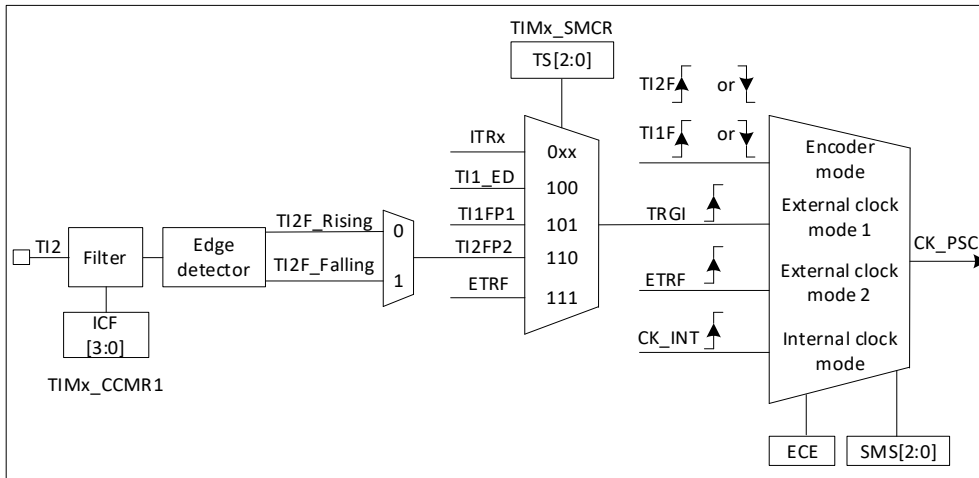 TIMx_SMCR
TS[2:0]
TI2F or
TI1F or
ITRx
0xx
Encoder
mode
TI1_ED
100
TI1FP1
101
TRGI
External clock
mode 1
TI2F_Rising
0
TI2
Filter
Edge
detector
TI2FP2
110
CK_PSC
TI2F_Falling
1
ETRF
111
ETRF
External clock
mode 2
ICF
[3:0]
CK_INT
Internal clock
mode
TIMx_CCMR1
ECE
SMS[2:0]